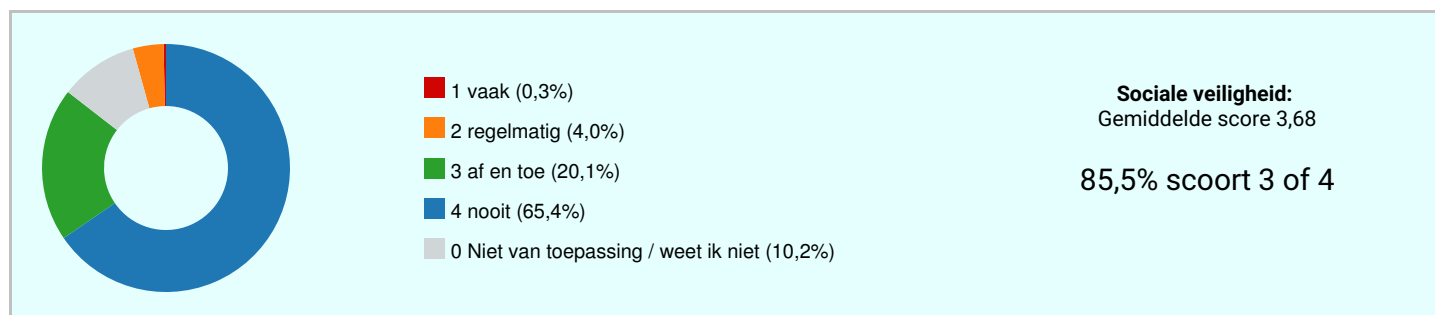 1 vaak (0,3%)
2 regelmatig (4,0%)
3 af en toe (20,1%)
4 nooit (65,4%)
0 Niet van toepassing / weet ik niet (10,2%)
Sociale veiligheid:
Gemiddelde score 3,68
85,5% scoort 3 of 4